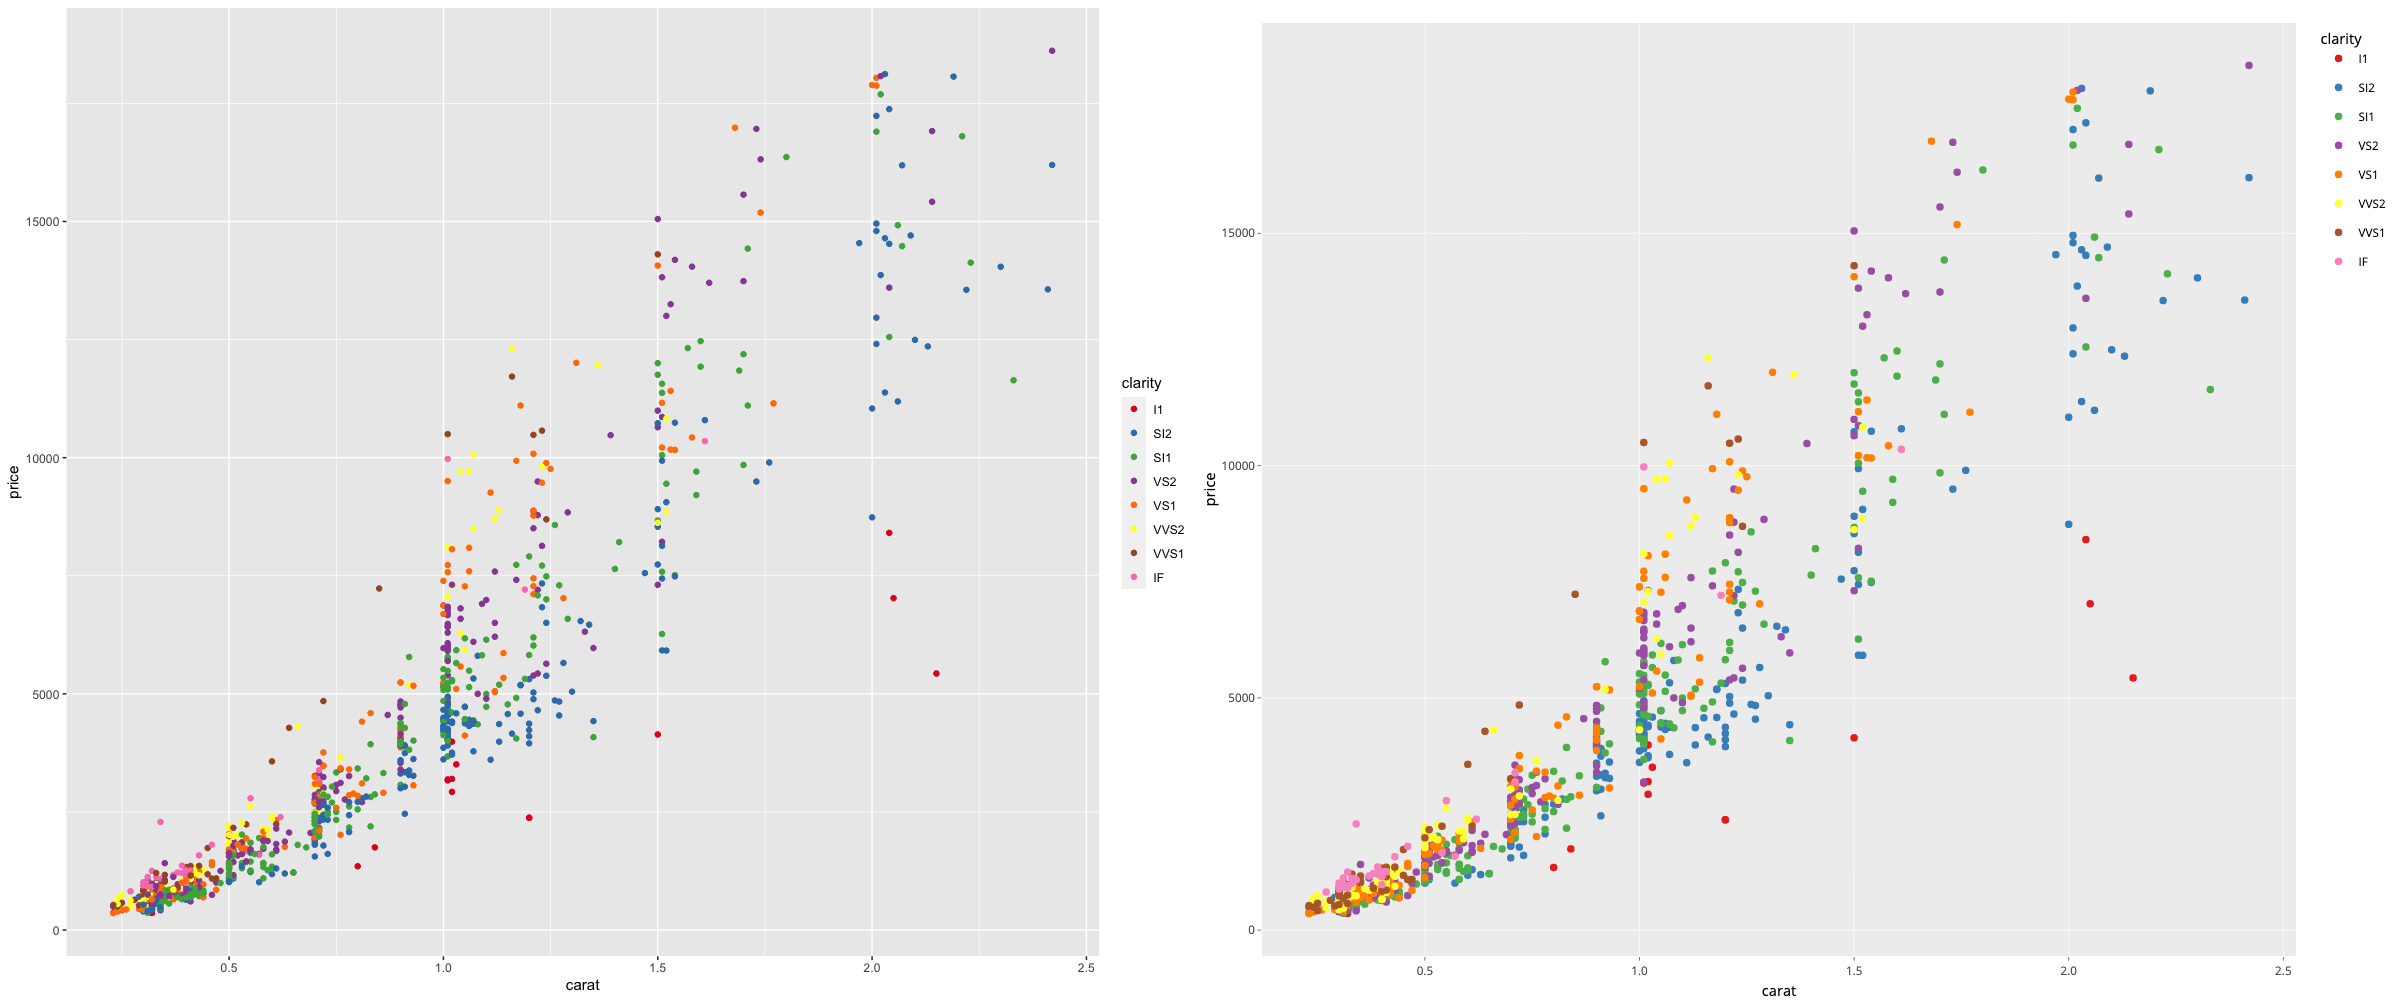 price
15000
10000
5000
0
0.5 1.0 1.5 2.0 2.5
carat
clarity
I1
SI2
SI1
VS2
VS1
VVS2
VVS1
IF
price
15000
10000
5000
0
0.5 1.0 1.5 2.0 2.5
carat
clarity
I1
SI2
SI1
VS2
VS1
VVS2
VVS1
IF